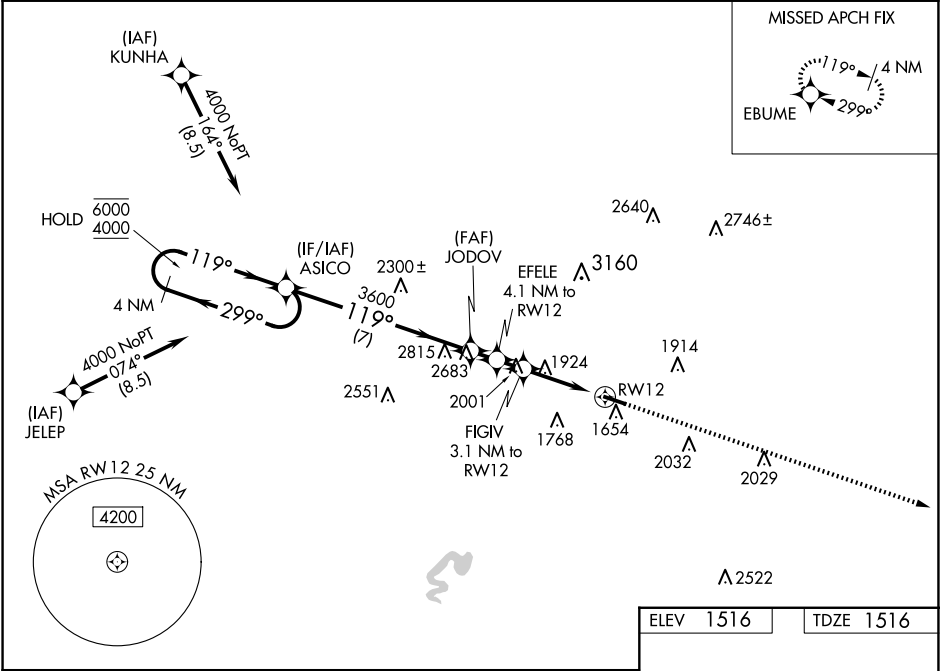 MISSED APCH FIX
119°
4 NM
EBUME
299°
(IAF)
KUNHA
4000 NoPT
164°
(8.5)
HOLD
6000
4000
119°
(IF/IAF)
ASICO
4 NM
299°
2300±
3600
119°
(7)
(FAF)
JODOV
EFELE
4.1 NM to
RW12
2640
2746±
3160
4000 NoPT
074°
(8.5)
(IAF)
JELEP
2815
2683
2551
2001
1924
FIGIV
3.1 NM to
RW12
1768
RW12
1654
1914
2032
2029
MSA RW12 25 NM
4200
2522
ELEV 1516
TDZE 1516